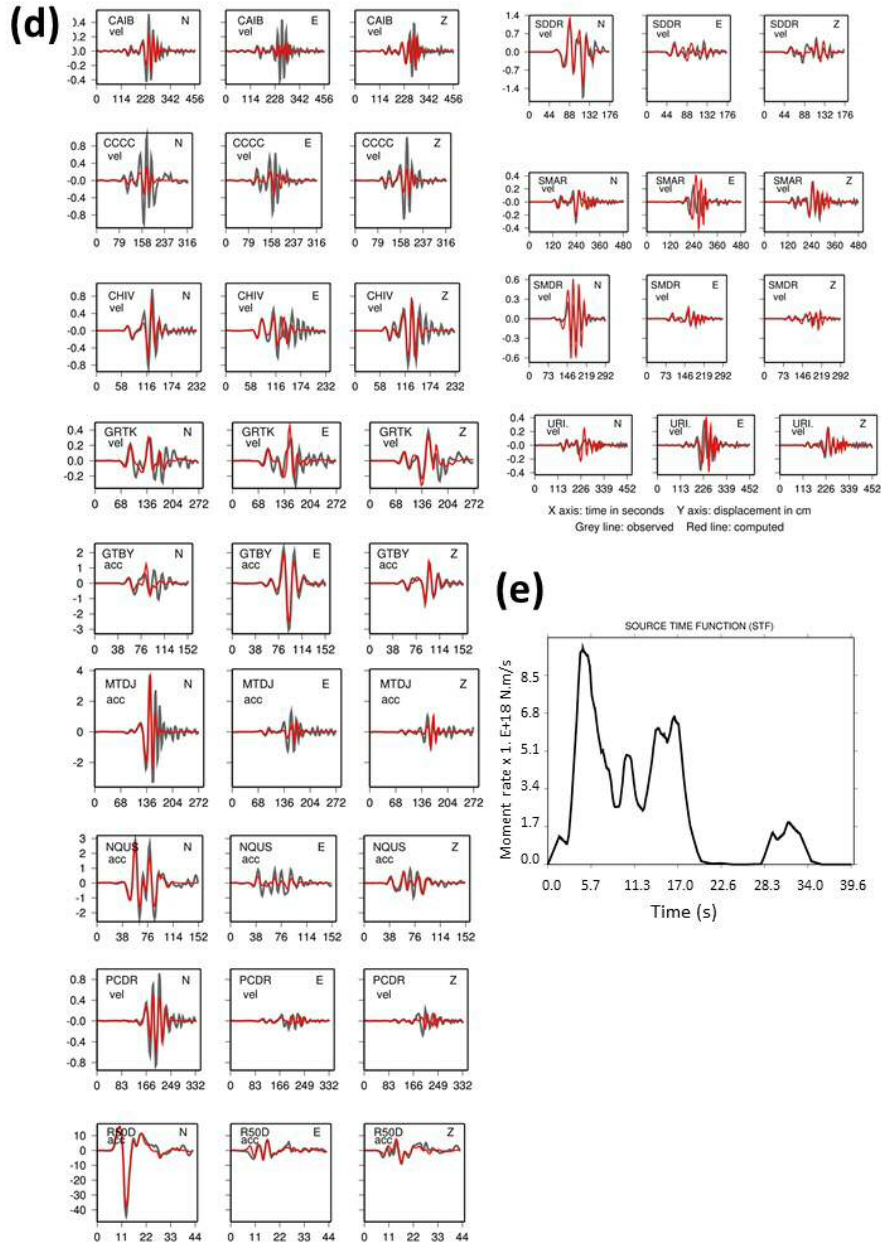 (d)
CAIB N
vel
1.4
1.0
0.6
0.2
-0.0
-0.4
0 114 228 342 456
CAIB E
vel
0 114 228 342 456
CAIB Z
vel
0 114 228 342 456
CCCC N
vel
0.8
0.4
-0.0
-0.4
-0.8
0 79 158 237 316
CCCC E
vel
0 79 158 237 316
CCCC Z
vel
0 79 158 237 316
CHIV N
vel
0.8
0.4
-0.0
-0.4
-0.8
0 58 116 174 232
CHIV E
vel
0 58 116 174 232
CHIV Z
vel
0 58 116 174 232
GRTK N
vel
0.4
0.2
0.0
-0.2
0 68 136 204 272
GRTK E
vel
0 68 136 204 272
GRTK Z
vel
0 68 136 204 272
GTBY N
acc
2
1
0
-1
-2
-3
0 38 76 114 152
GTBY E
acc
0 38 76 114 152
GTBY Z
acc
0 38 76 114 152
MTDJ N
acc
4
2
0
-2
0 68 136 204 272
MTDJ E
acc
0 68 136 204 272
MTDJ Z
acc
0 68 136 204 272
NQUS N
acc
3
2
1
0
-1
-2
0 38 76 114 152
NQUS E
acc
0 38 76 114 152
NQUS Z
acc
0 38 76 114 152
PCDR N
vel
0.8
0.4
-0.0
-0.4
-0.8
0 83 166 249 332
PCDR E
vel
0 83 166 249 332
PCDR Z
vel
0 83 166 249 332
R50D N
acc
10
0
-10
-20
-30
-40
0 11 22 33 44
R50D E
acc
0 11 22 33 44
R50D Z
acc
0 11 22 33 44
SDDR N
vel
1.4
0.7
0.0
-0.7
-1.4
0 44 88 132 176
SDDR E
vel
0 44 88 132 176
SDDR Z
vel
0 44 88 132 176
SMAR N
vel
0.4
0.2
-0.0
-0.2
-0.4
0 120 240 360 480
SMAR E
vel
0 120 240 360 480
SMAR Z
vel
0 120 240 360 480
SMDR N
vel
0.6
0.3
-0.0
-0.3
-0.6
0 73 146 219 292
SMDR E
vel
0 73 146 219 292
SMDR Z
vel
0 73 146 219 292
URI. N
vel
0.4
0.2
-0.0
-0.2
-0.4
0 113 226 339 452
URI. E
vel
0 113 226 339 452
URI. Z
vel
0 113 226 339 452
X axis: time in seconds Y axis: displacement in cm
Grey line: observed Red line: computed
(e)
SOURCE TIME FUNCTION (STF)
Moment rate x 1. E+18 N.m/s
8.5
6.8
5.1
3.4
1.7
0.0
0.0 5.7 11.3 17.0 22.6 28.3 34.0 39.6
Time (s)